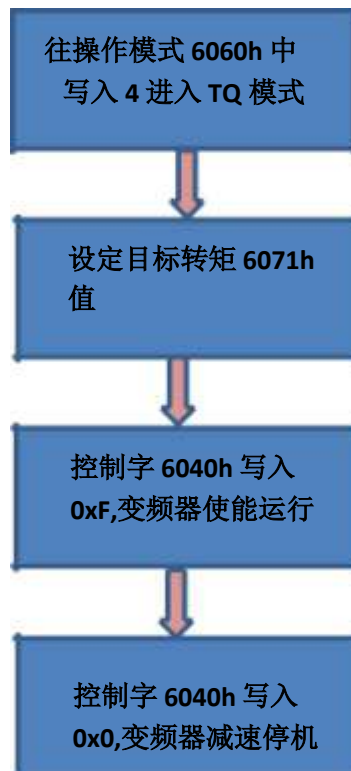 往操作模式 6060h 中
写入 4 进入 TQ 模式
设定目标转矩 6071h
值
控制字 6040h 写入
0xF,变频器使能运行
控制字 6040h 写入
0x0,变频器减速停机